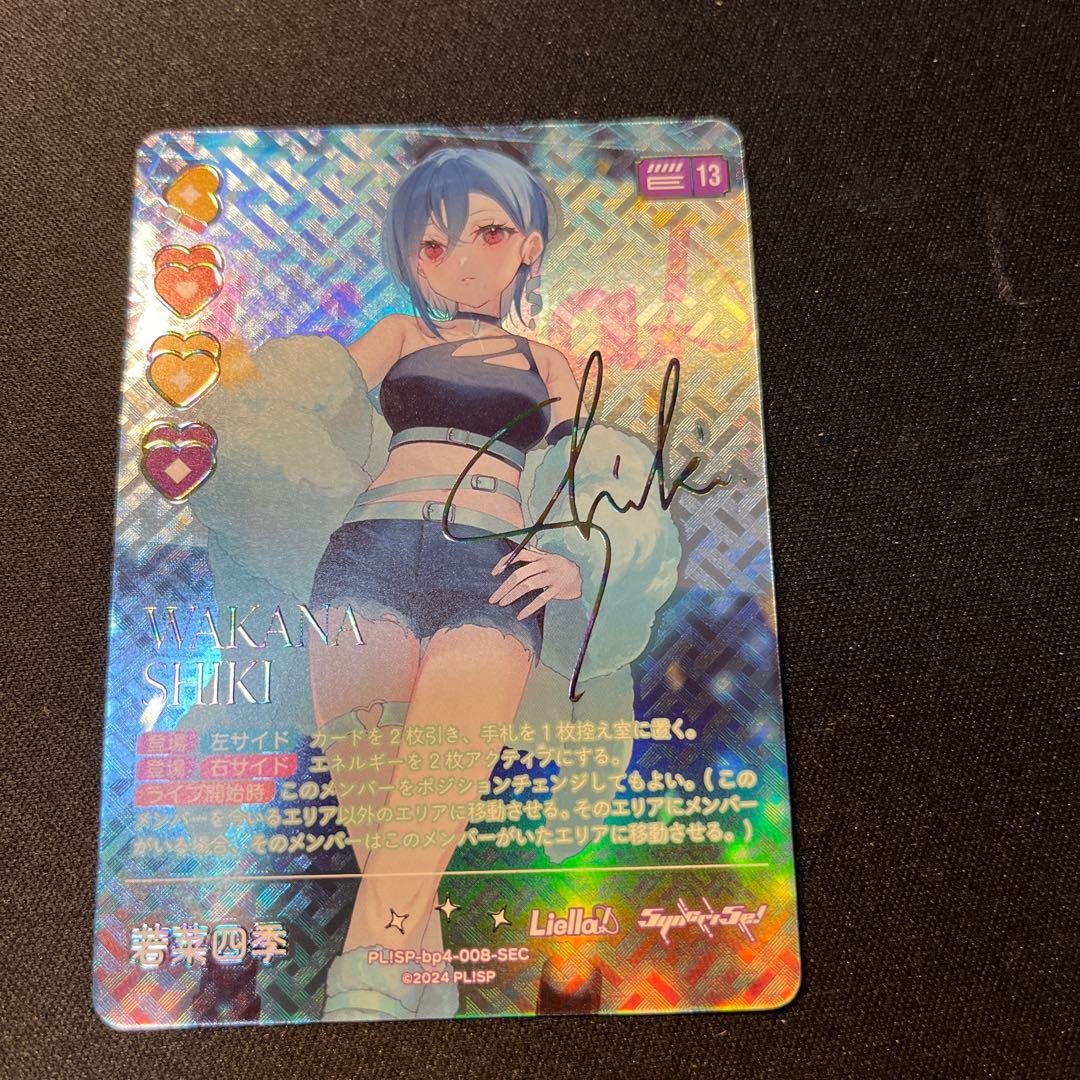 E 13
Shiki
WAKANA
SHIKI
登場 左サイド カードを2枚引き、手札を1枚控え室に置く。
登場 右サイド エネルギーを2枚アクティブにする。
ライブ開始時 このメンバーをポジションチェンジしてもよい。(この
メンバーを今いるエリア以外のエリアに移動させる。そのエリアにメンバー
がいる場合、そのメンバーはこのメンバーがいたエリアに移動させる。)
若菜四季
Liella!
SynchriSe!
PL!SP-bp4-008-SEC
©2024 PL!SP